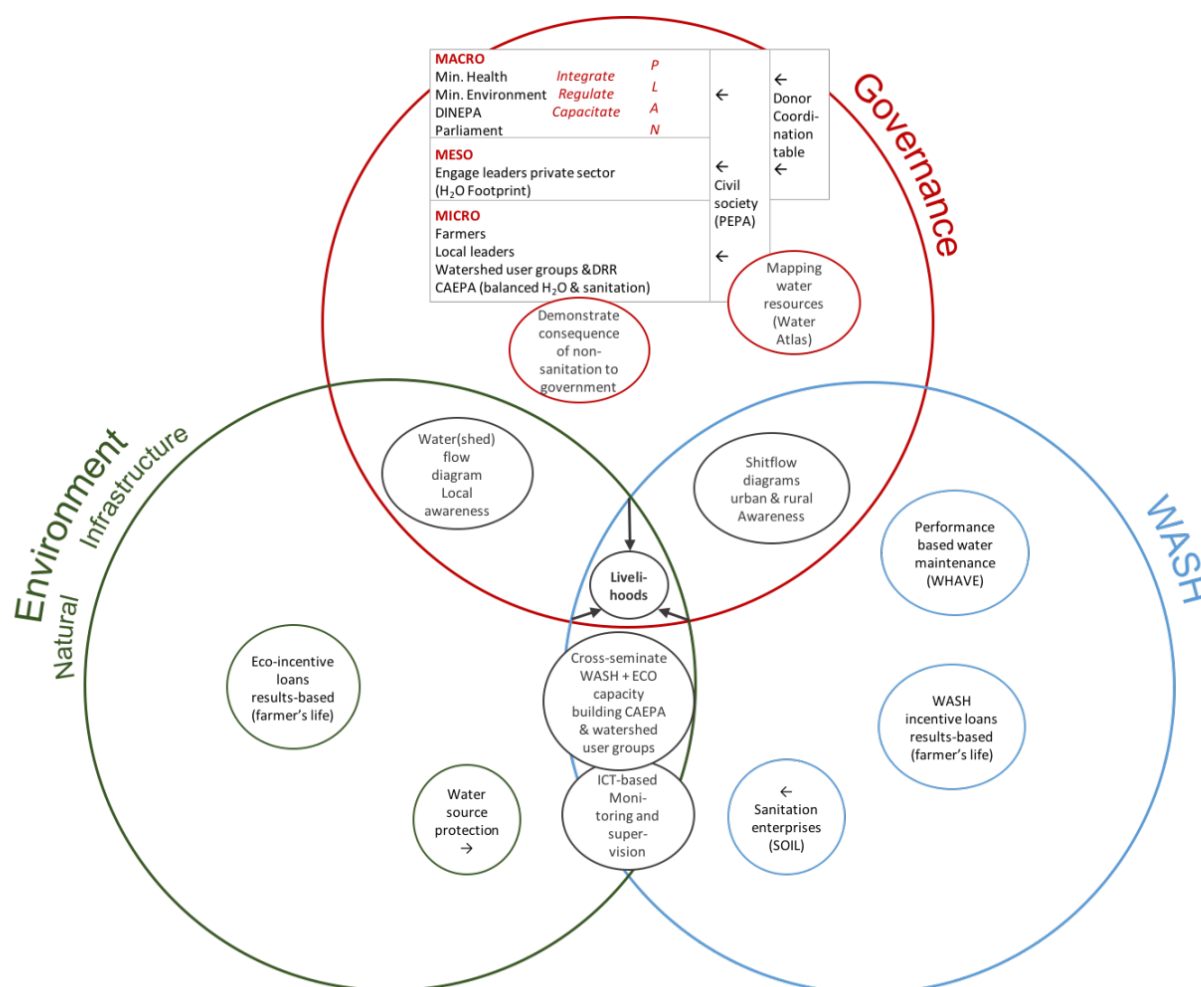 MACRO
Min. Health
Min. Environment
DINEPA
Parliament
Integrate
Regulate
Capacitate
P
L
A
N
MESO
Engage leaders private sector
(H₂O Footprint)
MICRO
Farmers
Local leaders
Watershed user groups &DRR
CAEPA (balanced H₂O & sanitation)
←
←
Civil
society
(PEPA)
←
←
Donor
Coordi-
nation
table
←
Governance
Mapping
water
resources
(Water
Atlas)
Demonstrate
consequence
of non-
sanitation to
government
Water(shed)
flow
diagram
Local
awareness
Shitflow
diagrams
urban & rural
Awareness
Environment
Natural Infrastructure
WASH
Performance
based water
maintenance
(WHAVE)
Liveli-
hoods
Eco-incentive
loans
results-based
(farmer's life)
Cross-seminate
WASH + ECO
capacity
building CAEPA
& watershed
user groups
WASH
incentive loans
results-based
(farmer's life)
Water
source
protection
→
ICT-based
Moni-
toring and
super-
vision
←
Sanitation
enterprises
(SOIL)